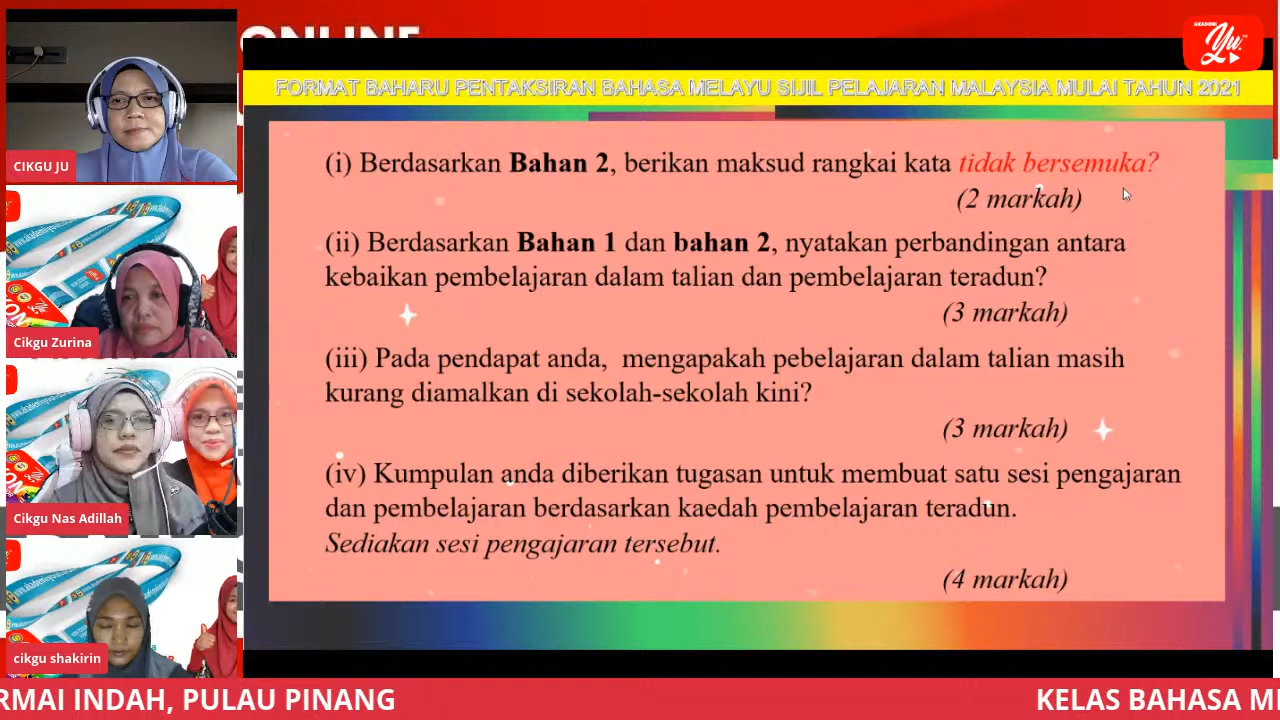 ONLINE
AKADEMI
Yu.
FORMAT BAHARU PENTAKSIRAN BAHASA MELAYU SIJIL PELAJARAN MALAYSIA MULAI TAHUN 2021
(i) Berdasarkan Bahan 2, berikan maksud rangkai kata tidak bersemuka?
(2 markah)
(ii) Berdasarkan Bahan 1 dan bahan 2, nyatakan perbandingan antara
kebaikan pembelajaran dalam talian dan pembelajaran teradun?
(3 markah)
(iii) Pada pendapat anda, mengapakah pebelajaran dalam talian masih
kurang diamalkan di sekolah-sekolah kini?
(3 markah)
(iv) Kumpulan anda diberikan tugasan untuk membuat satu sesi pengajaran
dan pembelajaran berdasarkan kaedah pembelajaran teradun.
Sediakan sesi pengajaran tersebut.
(4 markah)
CIKGU JU
Cikgu Zurina
Cikgu Nas Adillah
cikgu shakirin
RMAI INDAH, PULAU PINANG
KELAS BAHASA ME